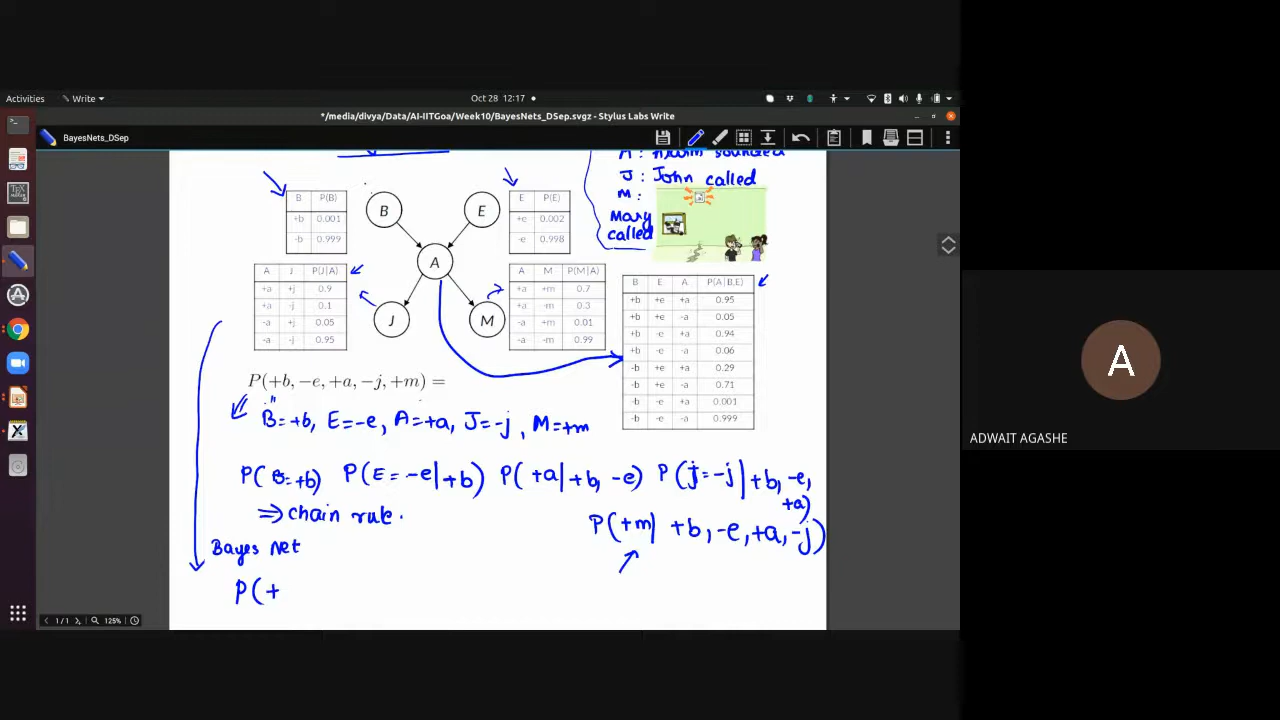 Activities Write Oct 28 12:17
*/media/divya/Data/AI-IITGoa/Week10/BayesNets_DSep.svgz - Stylus Labs Write
BayesNets_DSep
A : Alarm sounded
J : John called
M :
Mary
called
B P(B)
+b 0.001
-b 0.999
B
E
E P(E)
+e 0.002
-e 0.998
A
A J P(J|A)
+a +j 0.9
+a -j 0.1
-a +j 0.05
-a -j 0.95
J
M
A M P(M|A)
+a +m 0.7
+a -m 0.3
-a +m 0.01
-a -m 0.99
B E A P(A|B,E)
+b +e +a 0.95
+b +e -a 0.05
+b -e +a 0.94
+b -e -a 0.06
-b +e +a 0.29
-b +e -a 0.71
-b -e +a 0.001
-b -e -a 0.999
P(+b, −e, +a, −j, +m) =
B=+b, E=-e, A=+a, J=-j, M=+m
P(B=+b) P(E=-e|+b) P(+a|+b,-e) P(j=-j|+b,-e,
+a)
⇒ chain rule.
P(+m| +b,-e,+a,-j)
Bayes net
P(+
1/1 125%
A
ADWAIT AGASHE